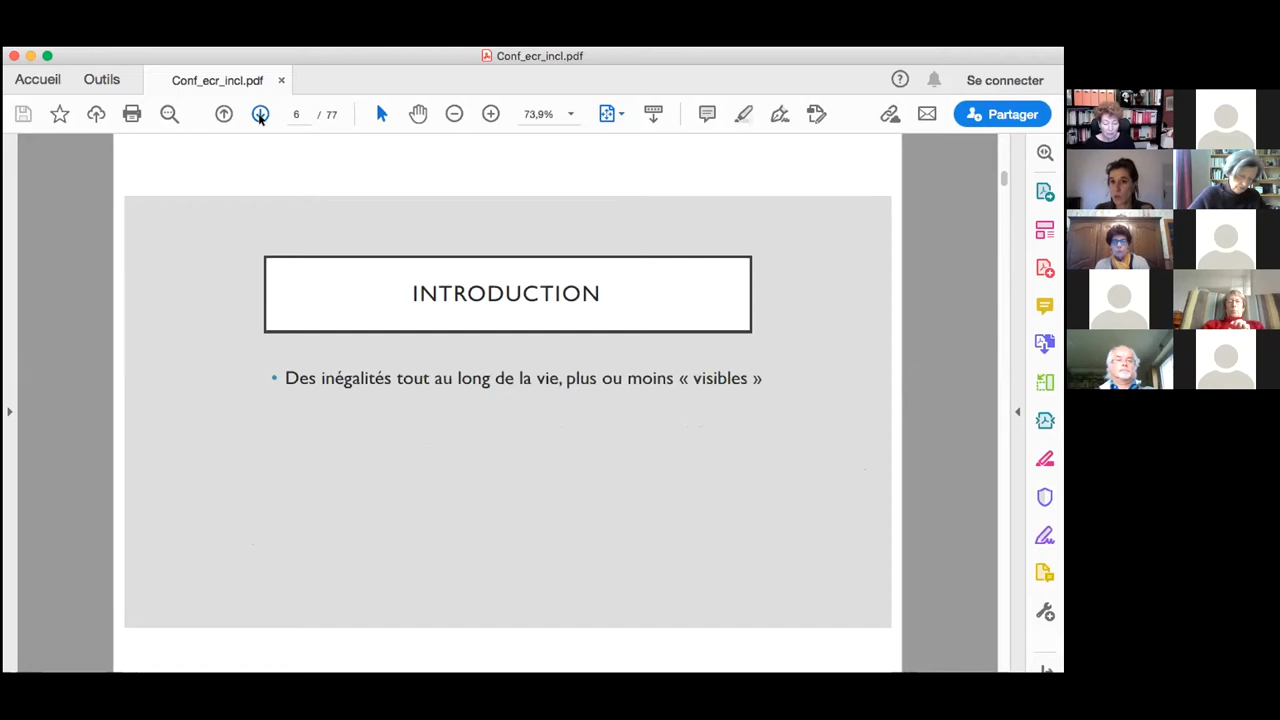 Conf_ecr_incl.pdf
Accueil Outils Conf_ecr_incl.pdf × Se connecter
6 / 77 73,9% Partager
INTRODUCTION
• Des inégalités tout au long de la vie, plus ou moins « visibles »